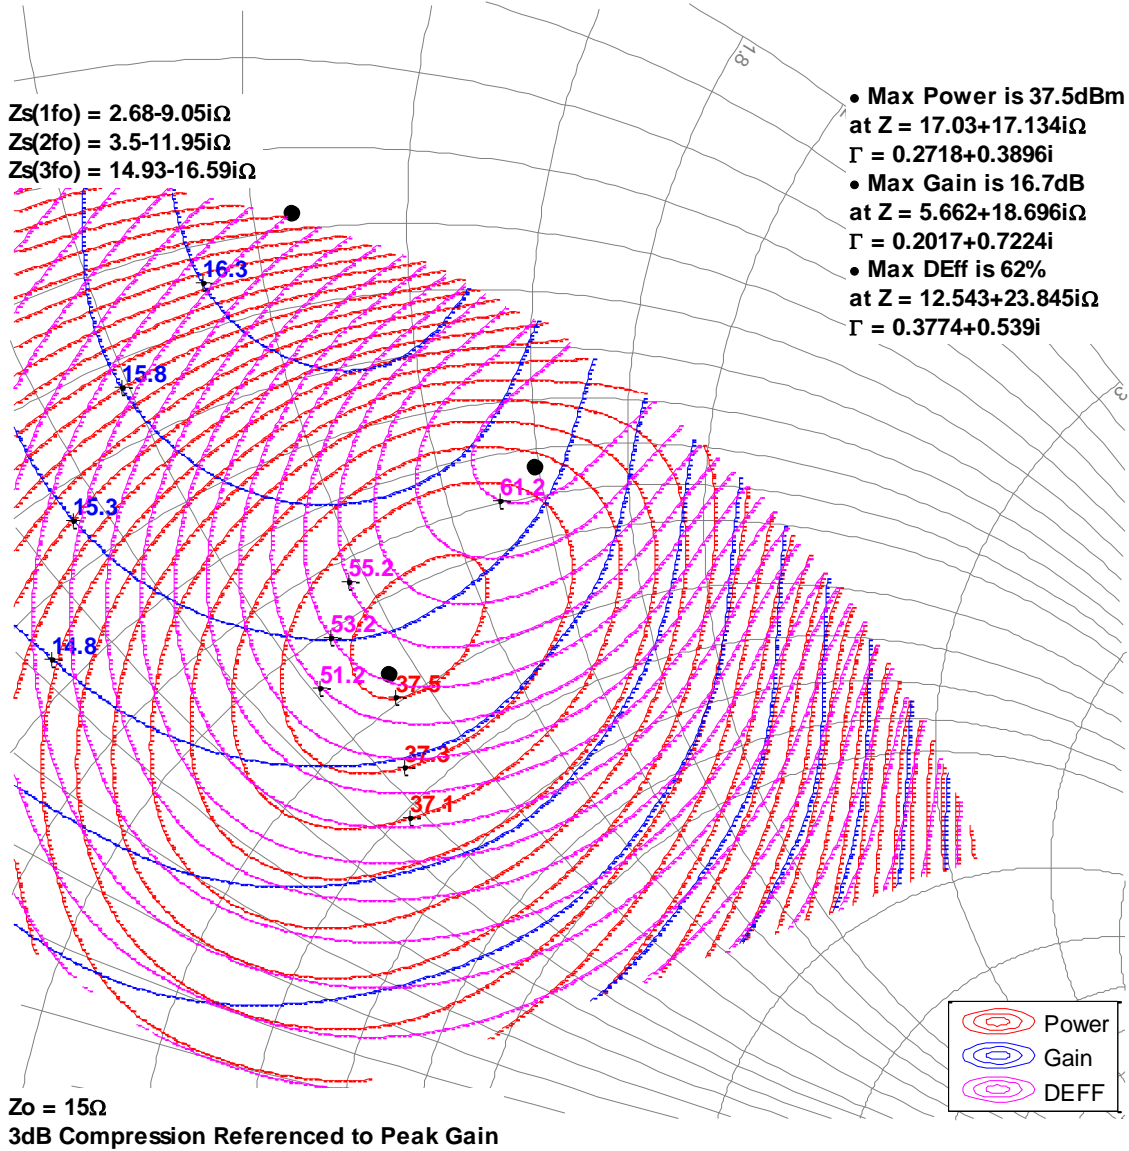 1.8
Zs(1fo) = 2.68-9.05iΩ
Zs(2fo) = 3.5-11.95iΩ
Zs(3fo) = 14.93-16.59iΩ
• Max Power is 37.5dBm
at Z = 17.03+17.134iΩ
Γ = 0.2718+0.3896i
• Max Gain is 16.7dB
at Z = 5.662+18.696iΩ
Γ = 0.2017+0.7224i
• Max DEff is 62%
at Z = 12.543+23.845iΩ
Γ = 0.3774+0.539i
3
16.3
15.8
61.2
15.3
55.2
53.2
14.8
51.2
37.5
37.3
37.1
Power
Gain
DEFF
Zo = 15Ω
3dB Compression Referenced to Peak Gain